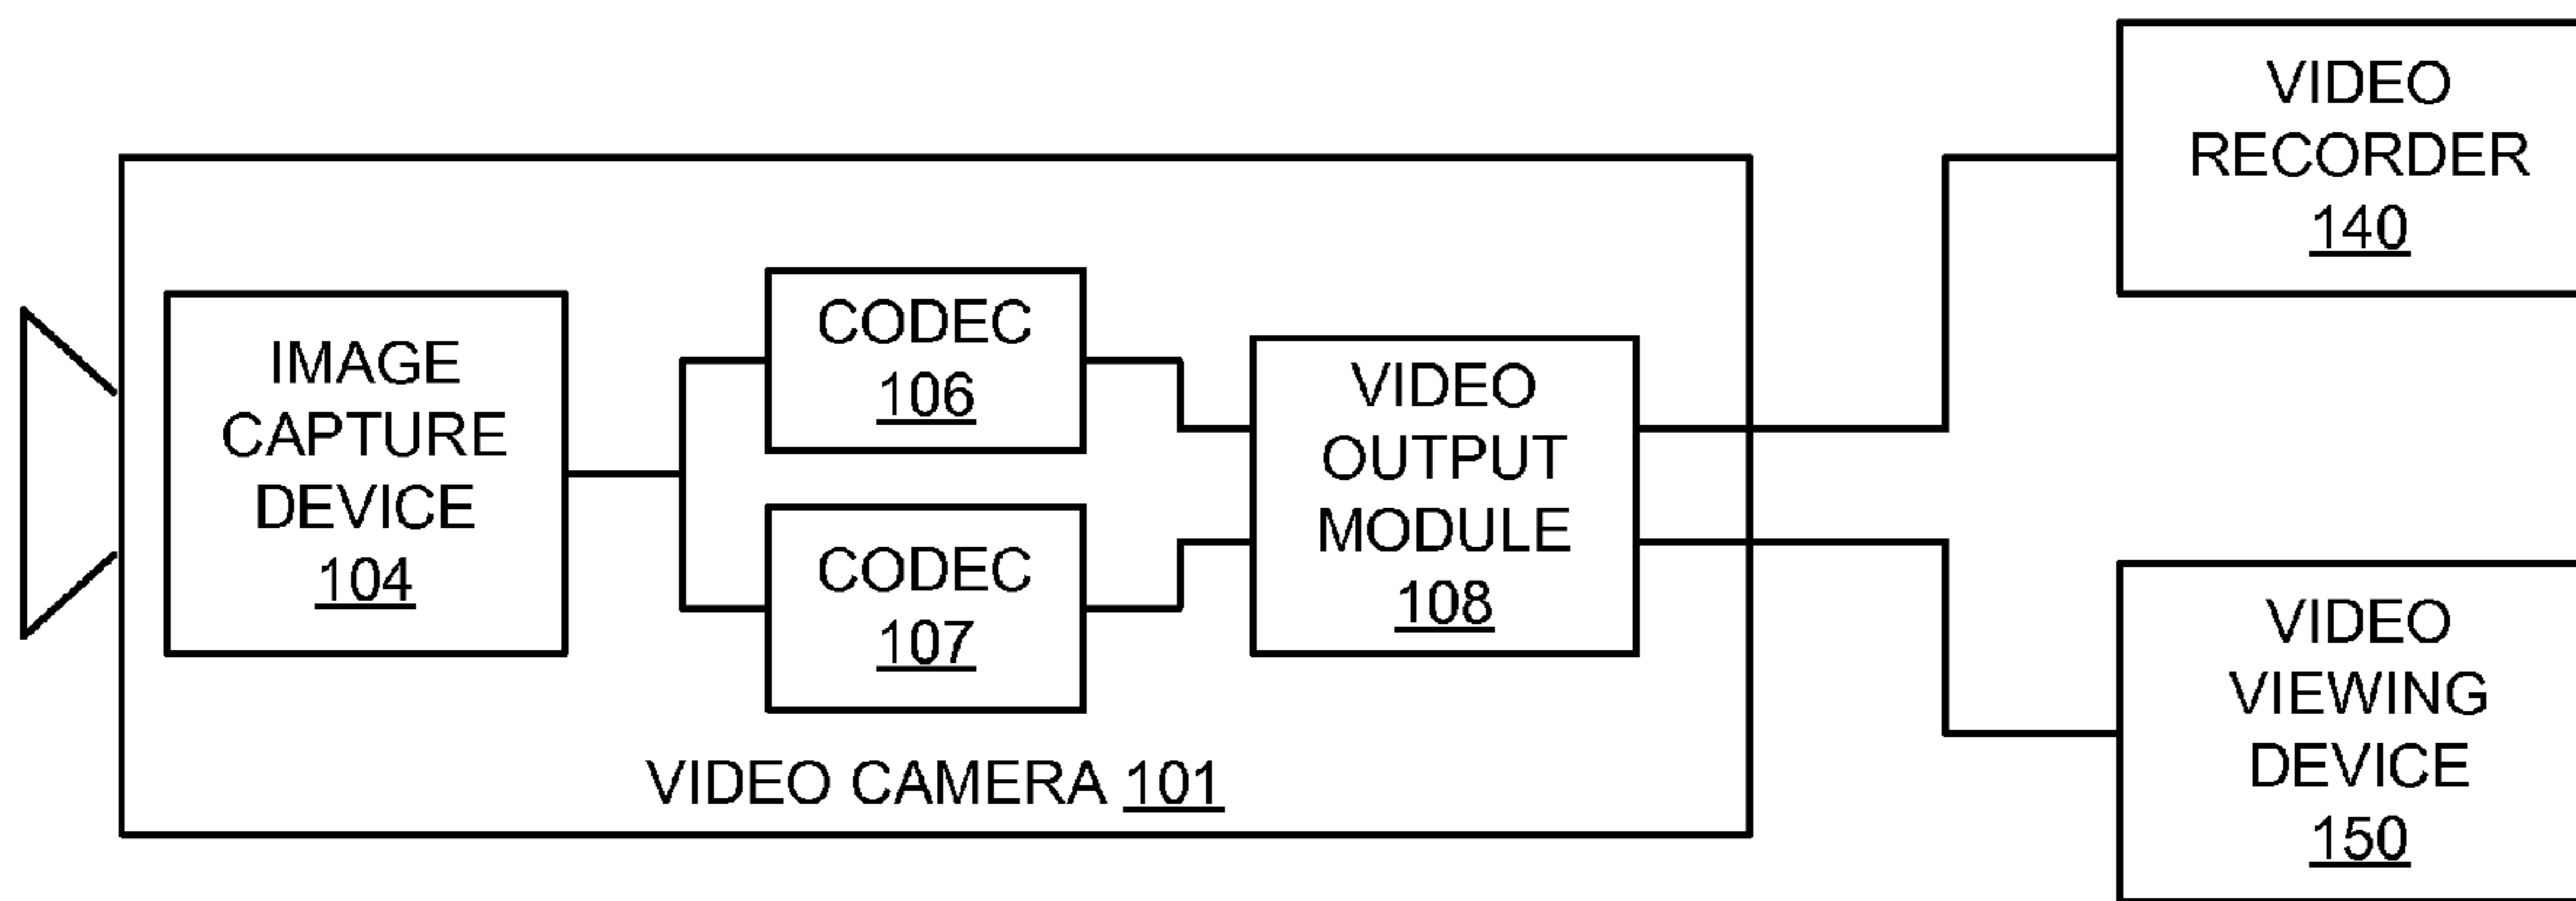 IMAGE
CAPTURE
DEVICE
104
CODEC
106
CODEC
107
VIDEO
OUTPUT
MODULE
108
VIDEO CAMERA 101
VIDEO
RECORDER
140
VIDEO
VIEWING
DEVICE
150